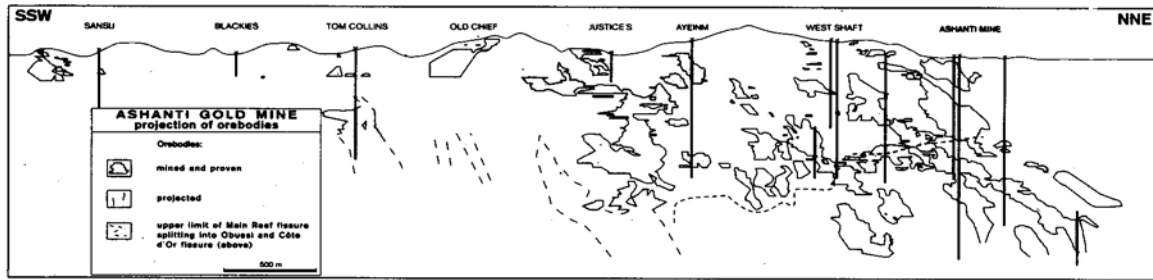 SSW
NNE
SANSU BLACKIES TOM COLLINS OLD CHIEF JUSTICE'S AYEINM WEST SHAFT ASHANTI MINE
ASHANTI GOLD MINE
projection of orebodies
Orebodies:
mined and proven
projected
upper limit of Main Reef fissure
splitting into Obuasi and Côte
d'Or fissure (above)
500 m